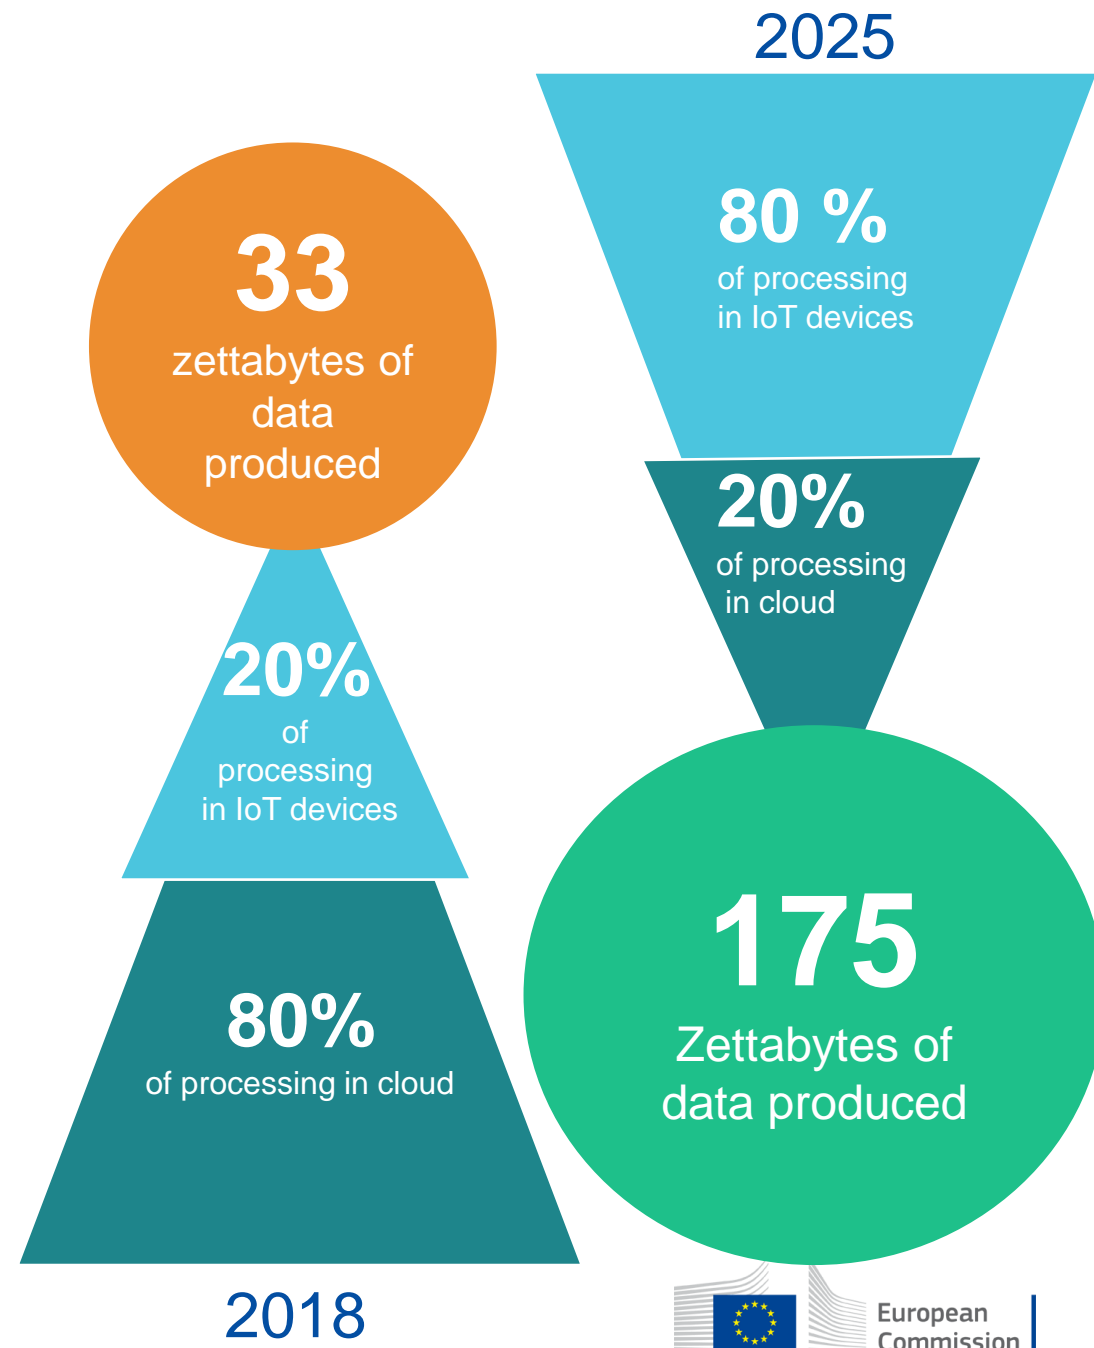 33
zettabytes of
data
produced
20%
of
processing
in IoT devices
80%
of processing in cloud
2018
2025
80 %
of processing
in IoT devices
20%
of processing
in cloud
175
Zettabytes of
data produced
European
Commission